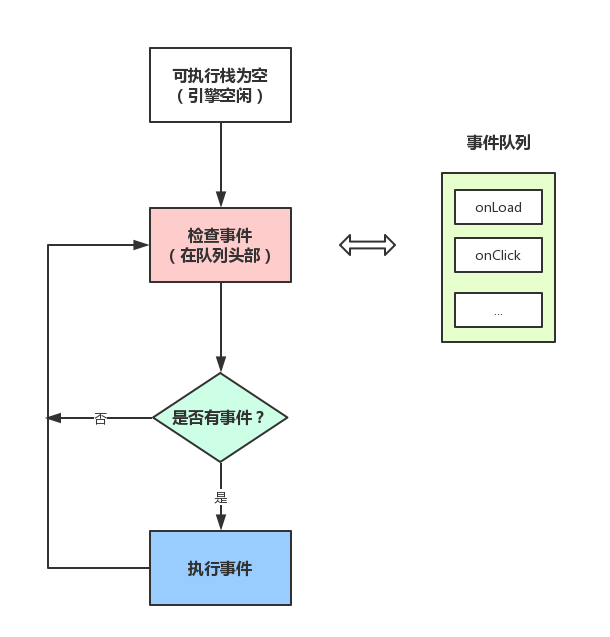 可执行栈为空
（引擎空闲）
事件队列
onLoad
检查事件
（在队列头部）
onClick
...
是否有事件？
否
是
执行事件